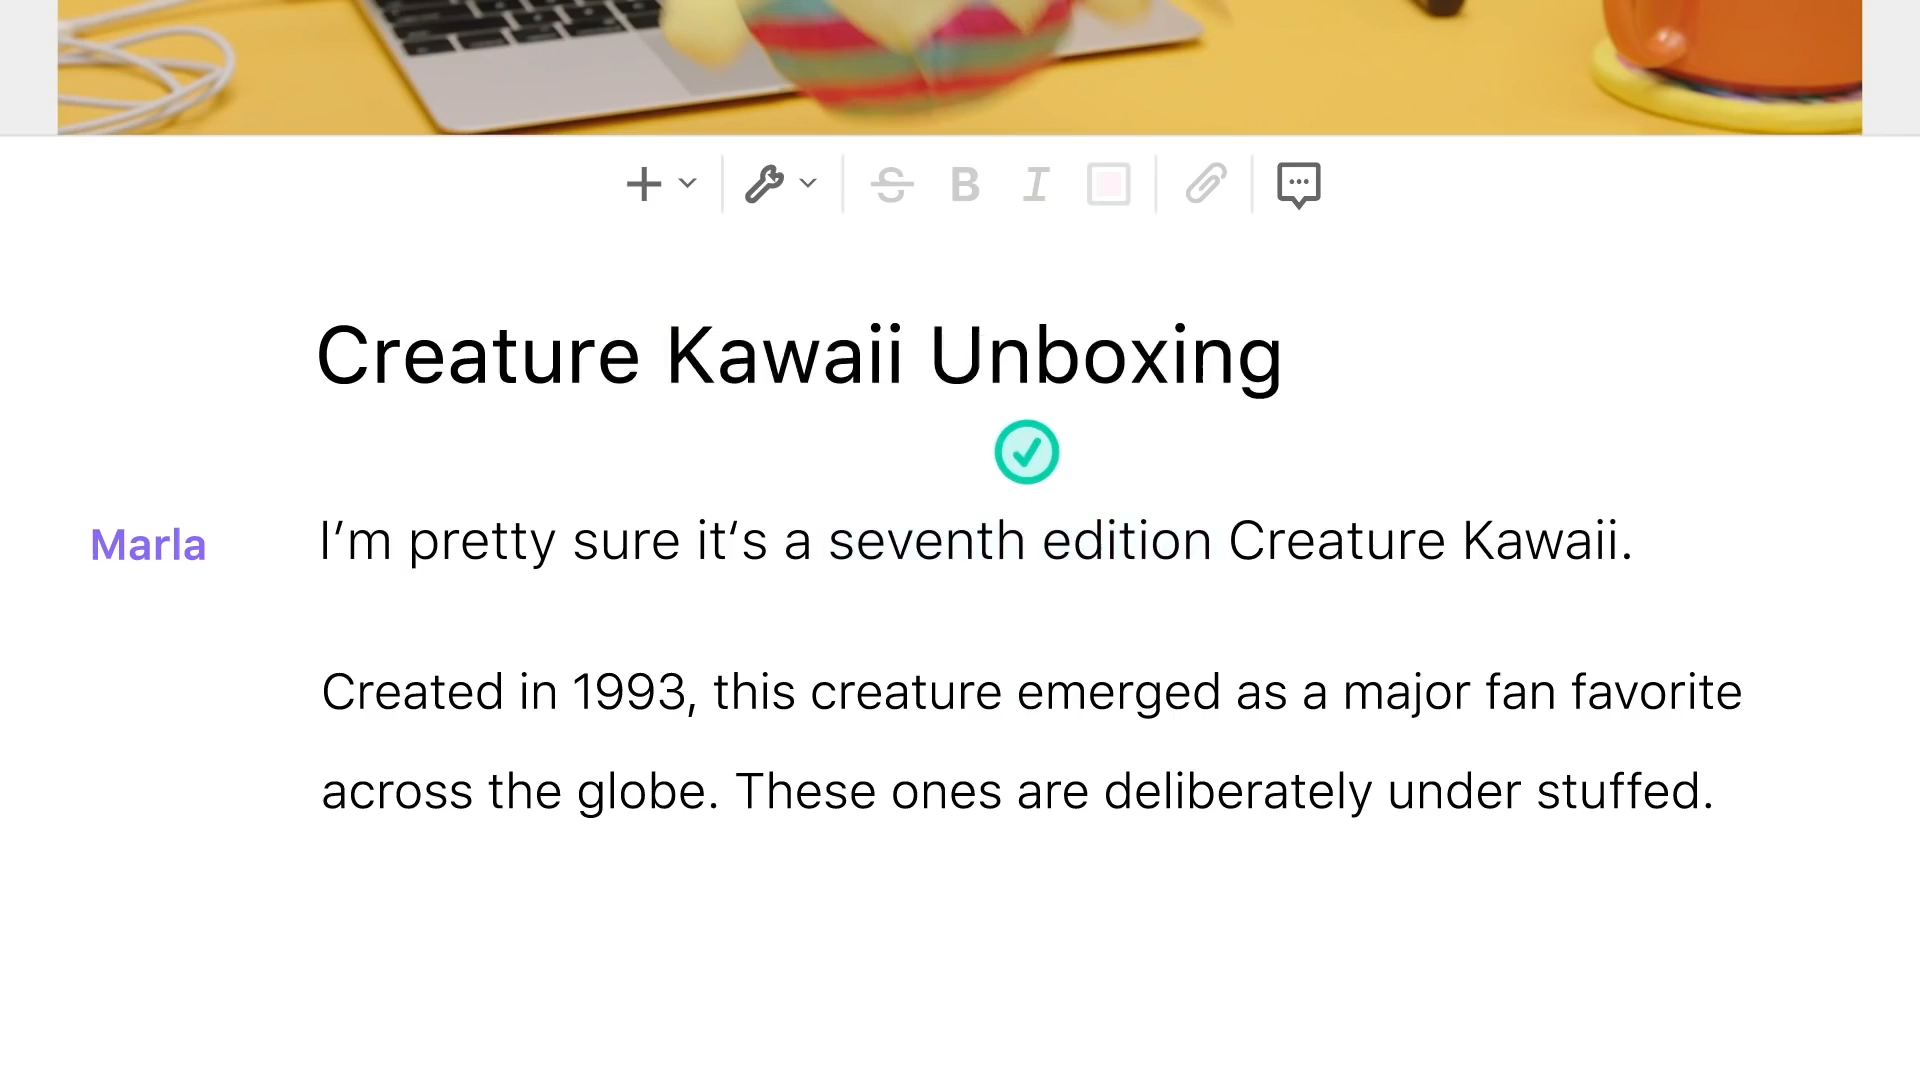 Creature Kawaii Unboxing
Marla
I’m pretty sure it‘s a seventh edition Creature Kawaii.
Created in 1993, this creature emerged as a major fan favorite
across the globe. These ones are deliberately under stuffed.